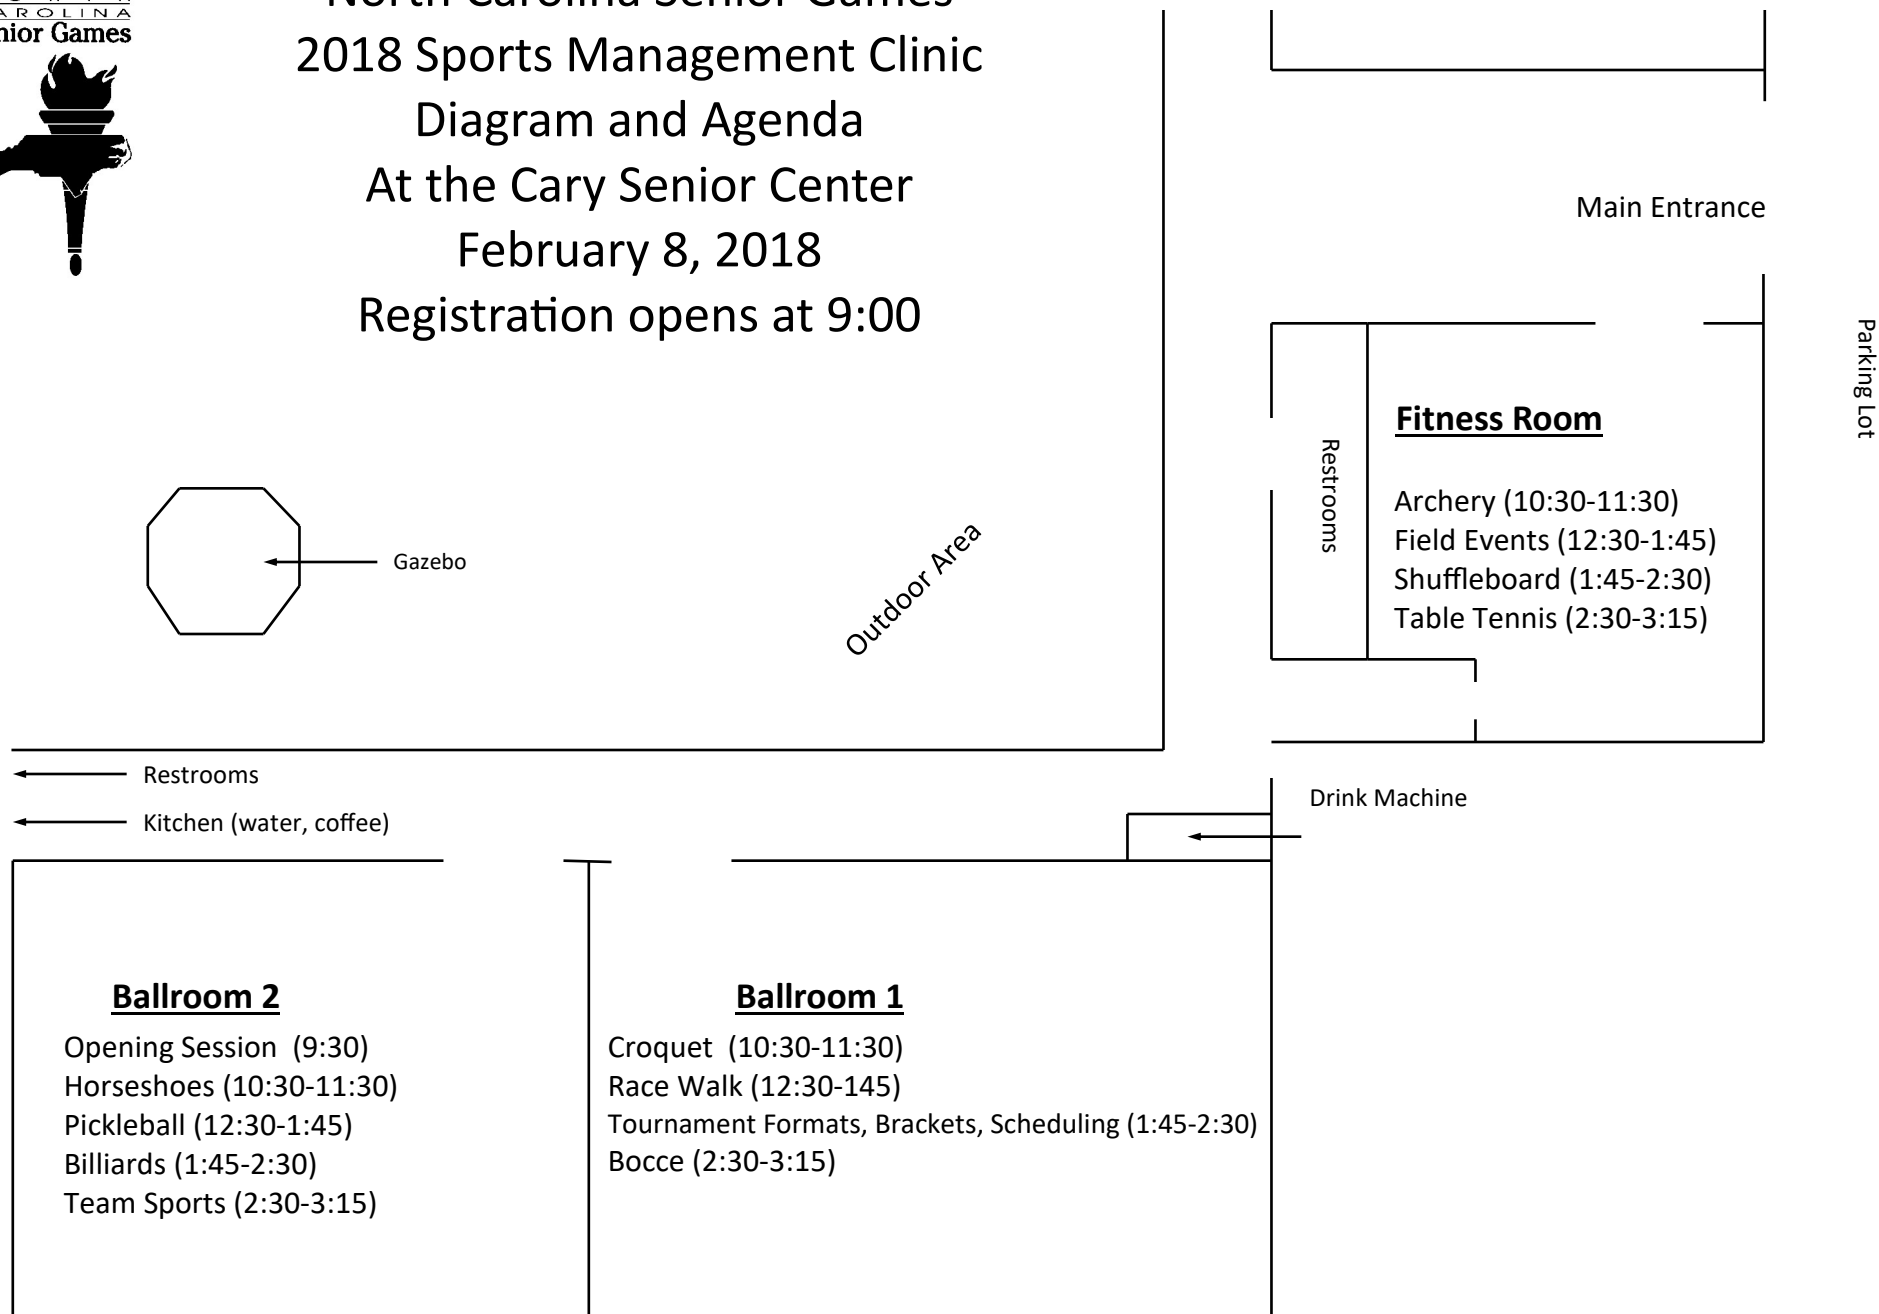 CAROLINA
nior Games
North Carolina Senior Games
2018 Sports Management Clinic
Diagram and Agenda
At the Cary Senior Center
February 8, 2018
Registration opens at 9:00
Main Entrance
Parking Lot
Restrooms
Fitness Room
Archery (10:30-11:30)
Field Events (12:30-1:45)
Shuffleboard (1:45-2:30)
Table Tennis (2:30-3:15)
Gazebo
Outdoor Area
Restrooms
Kitchen (water, coffee)
Drink Machine
Ballroom 2
Opening Session  (9:30)
Horseshoes (10:30-11:30)
Pickleball (12:30-1:45)
Billiards (1:45-2:30)
Team Sports (2:30-3:15)
Ballroom 1
Croquet  (10:30-11:30)
Race Walk (12:30-145)
Tournament Formats, Brackets, Scheduling (1:45-2:30)
Bocce (2:30-3:15)